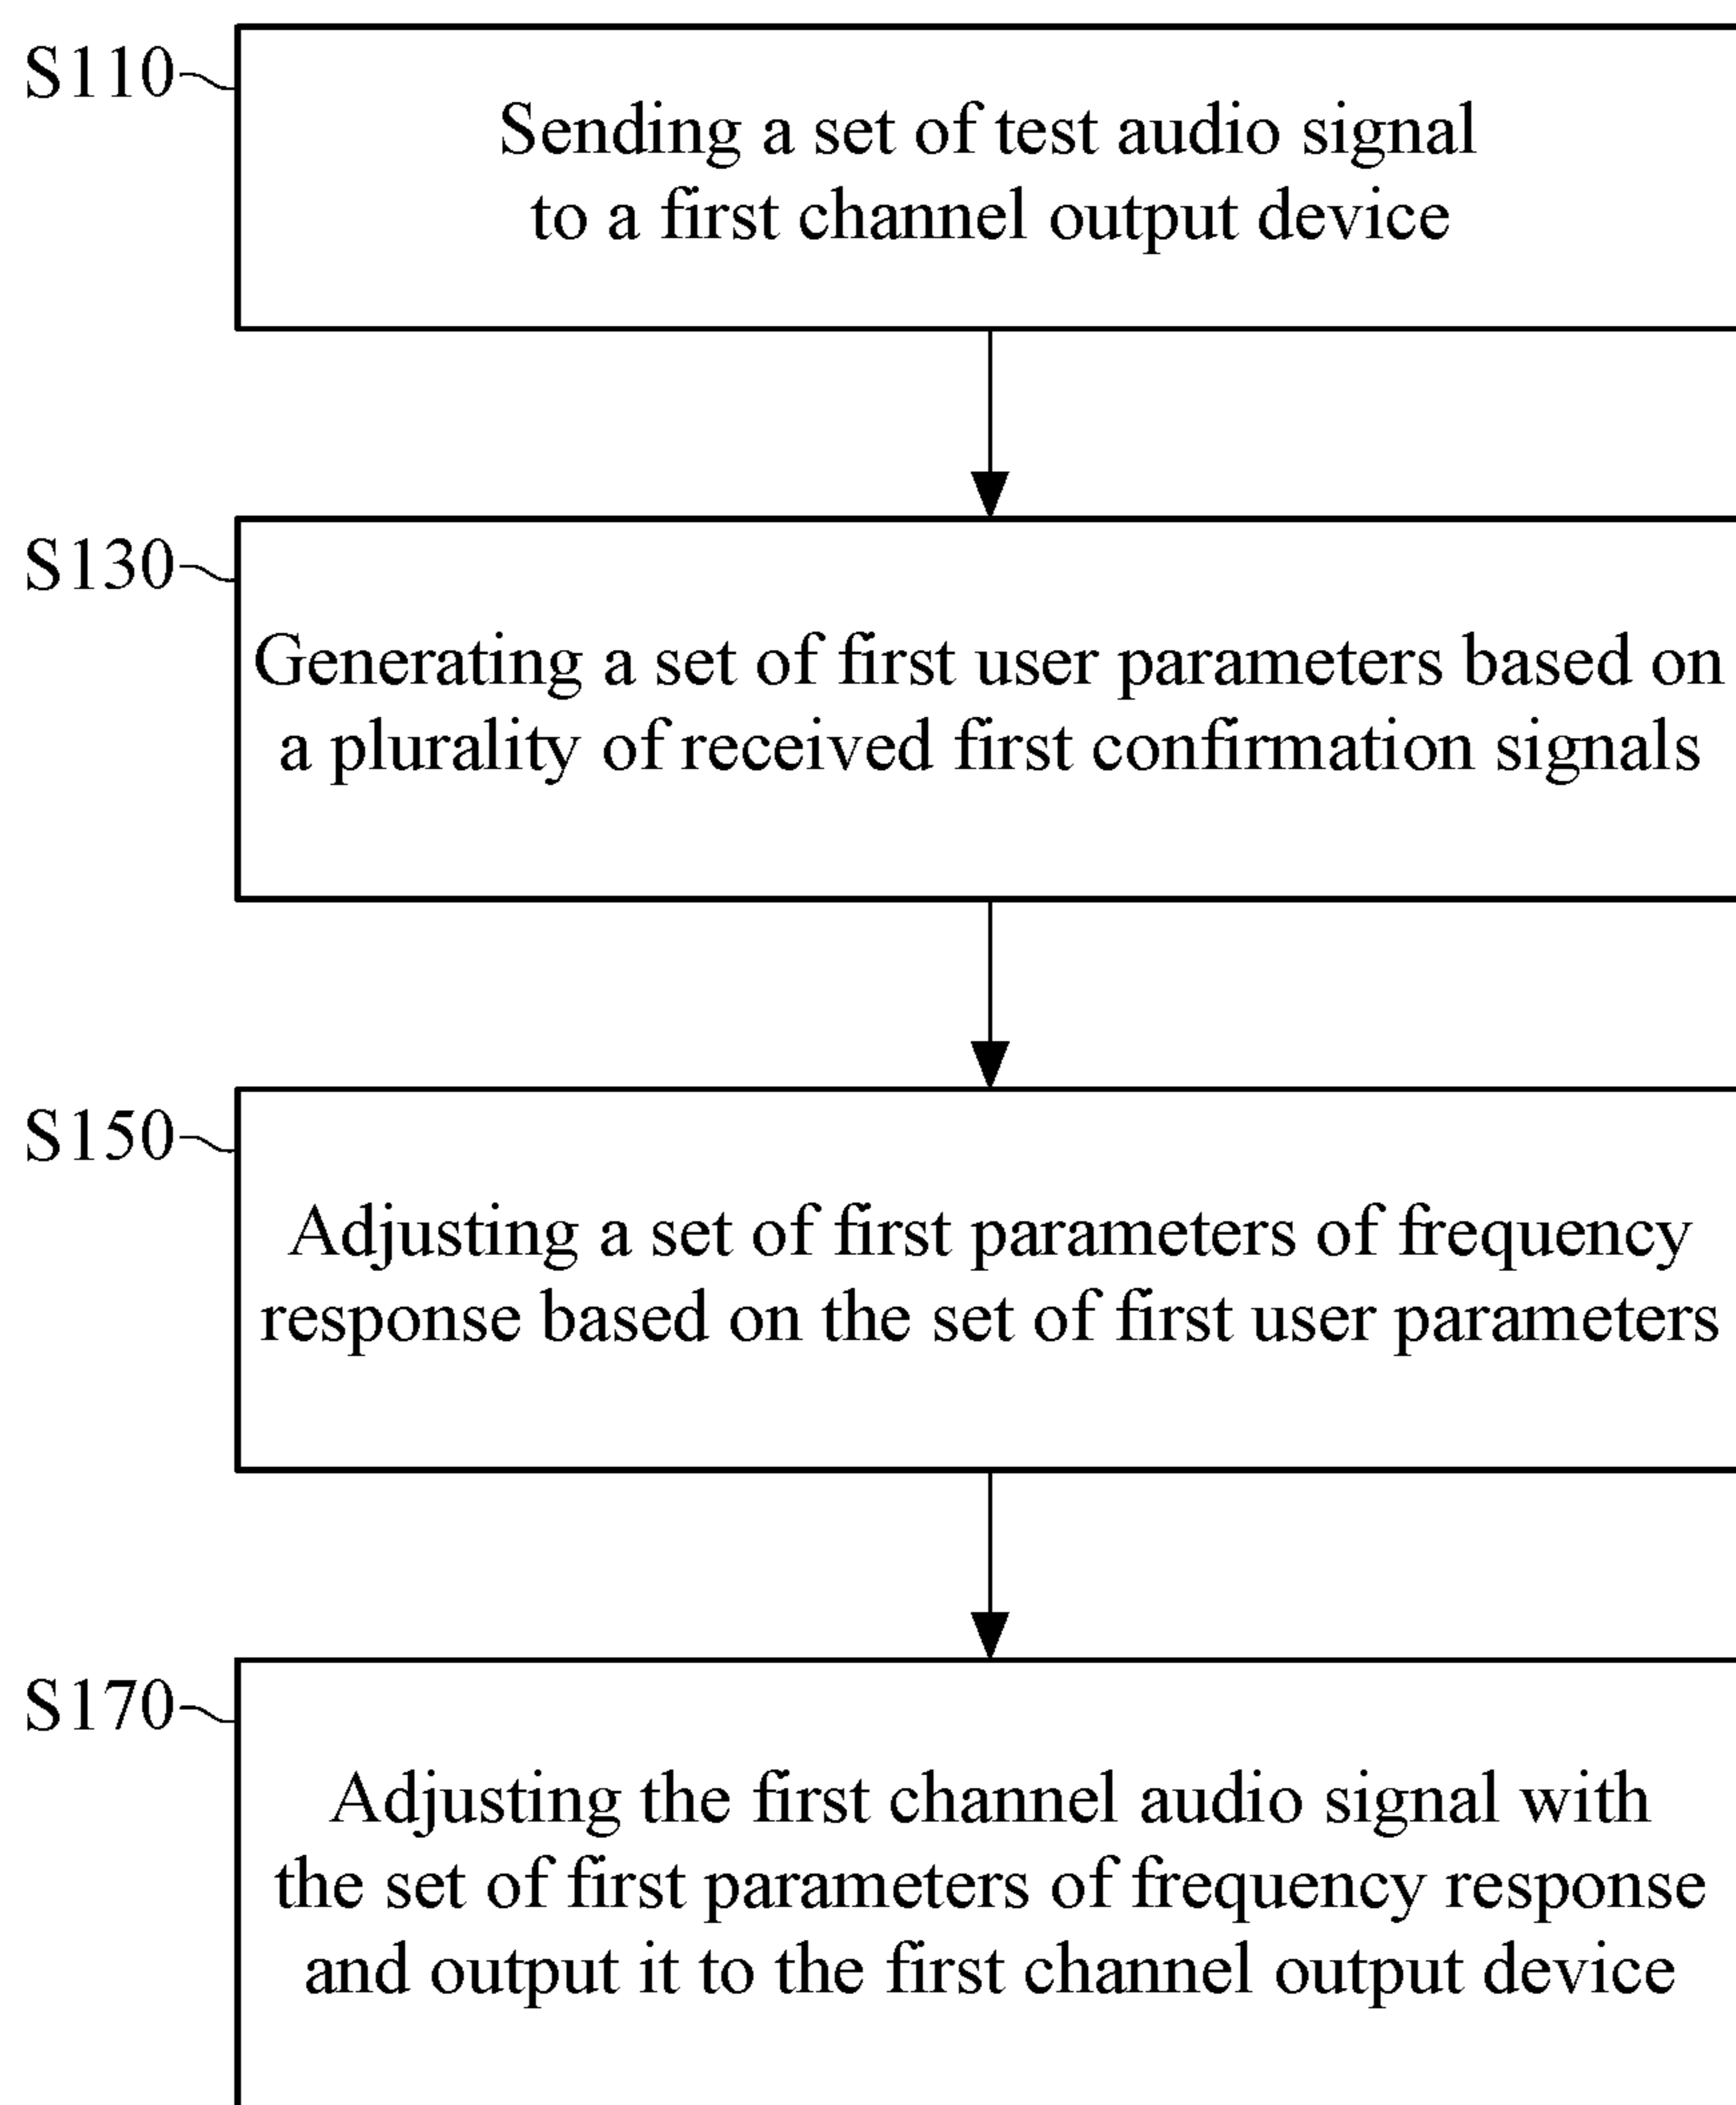 S110
Sending a set of test audio signal
to a first channel output device
S130
Generating a set of first user parameters based on
a plurality of received first confirmation signals
S150
Adjusting a set of first parameters of frequency
response based on the set of first user parameters
S170
Adjusting the first channel audio signal with
the set of first parameters of frequency response
and output it to the first channel output device